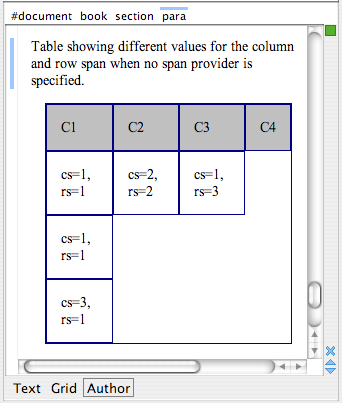 #document book section para
Table showing different values for the column
and row span when no span provider is
specified.
C1 C2 C3 C4
cs=1, cs=2, cs=1,
rs=1 rs=2 rs=3
cs=1,
rs=1
cs=3,
rs=1
Text Grid Author